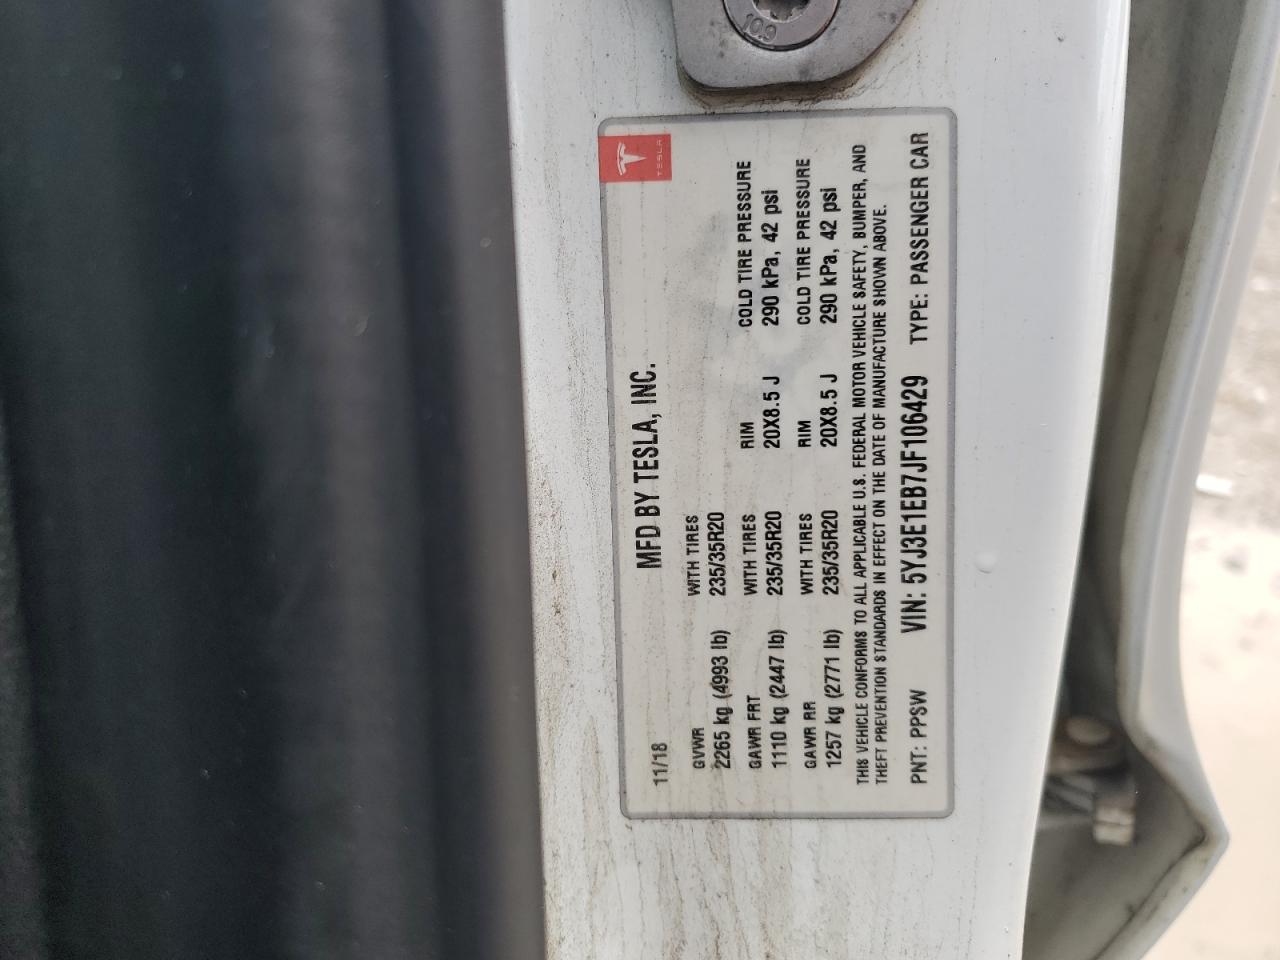 10.9
TESLA
MFD BY TESLA, INC.
11/18
GVWR WITH TIRES
2265 kg (4993 lb) 235/35R20
GAWR FRT WITH TIRES RIM COLD TIRE PRESSURE
1110 kg (2447 lb) 235/35R20 20X8.5 J 290 kPa, 42 psi
GAWR RR WITH TIRES RIM COLD TIRE PRESSURE
1257 kg (2771 lb) 235/35R20 20X8.5 J 290 kPa, 42 psi
THIS VEHICLE CONFORMS TO ALL APPLICABLE U.S. FEDERAL MOTOR VEHICLE SAFETY, BUMPER, AND
THEFT PREVENTION STANDARDS IN EFFECT ON THE DATE OF MANUFACTURE SHOWN ABOVE.
PNT: PPSW VIN: 5YJ3E1EB7JF106429 TYPE: PASSENGER CAR